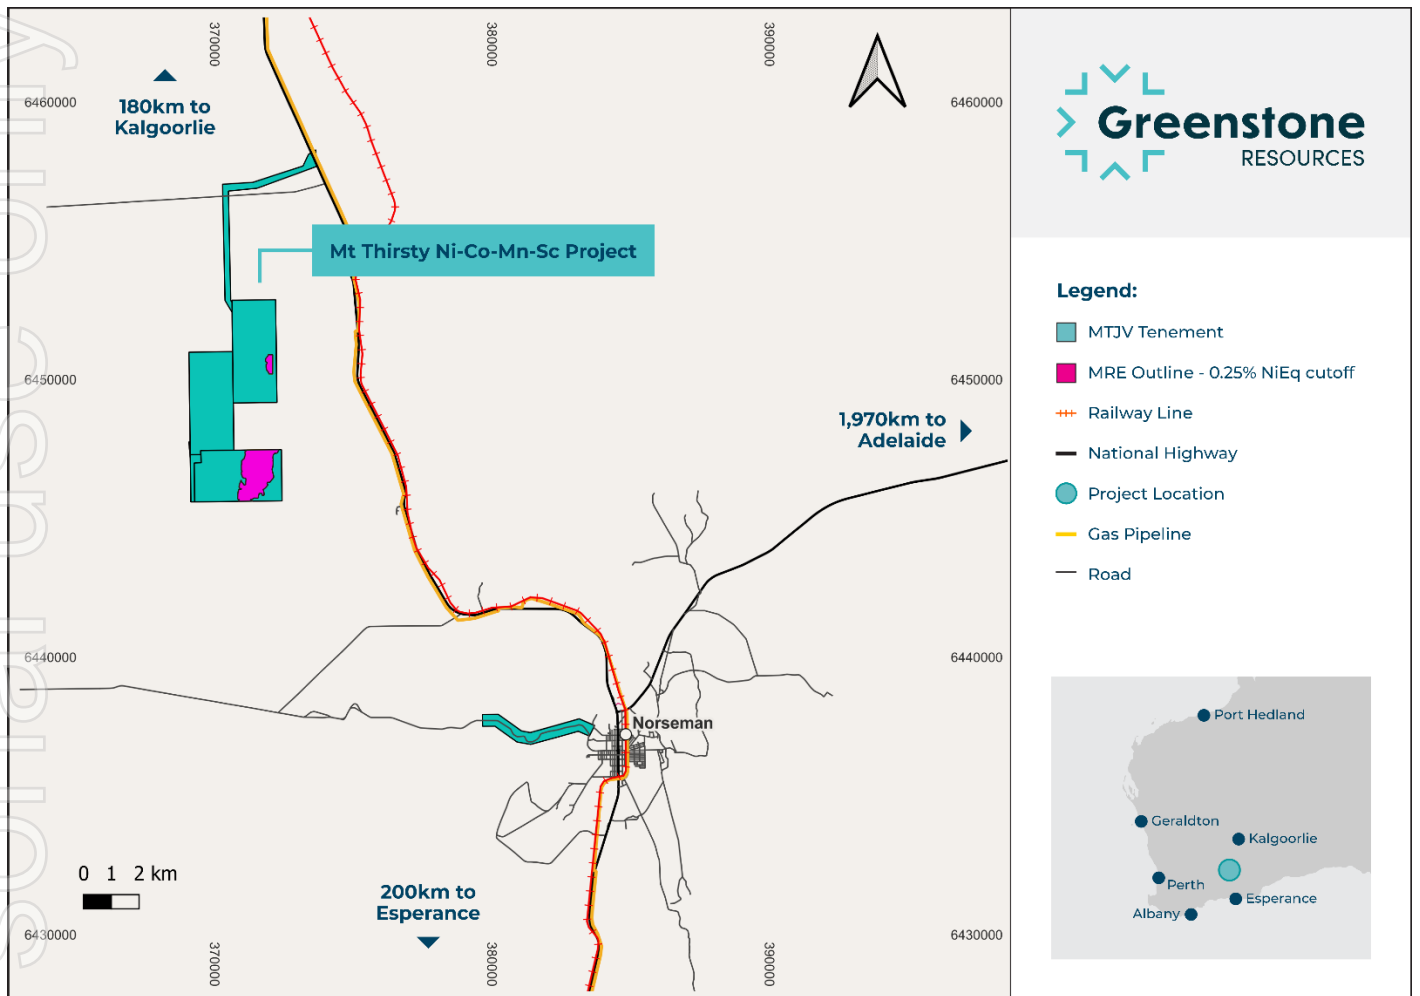 370000
380000
390000
6460000
6460000
180km to
Kalgoorlie
Mt Thirsty Ni-Co-Mn-Sc Project
6450000
6450000
1,970km to
Adelaide
6440000
6440000
Norseman
0 1 2 km
200km to
Esperance
6430000
6430000
370000
380000
390000
Greenstone
RESOURCES
Legend:
MTJV Tenement
MRE Outline - 0.25% NiEq cutoff
Railway Line
National Highway
Project Location
Gas Pipeline
Road
Port Hedland
Geraldton
Kalgoorlie
Perth
Esperance
Albany